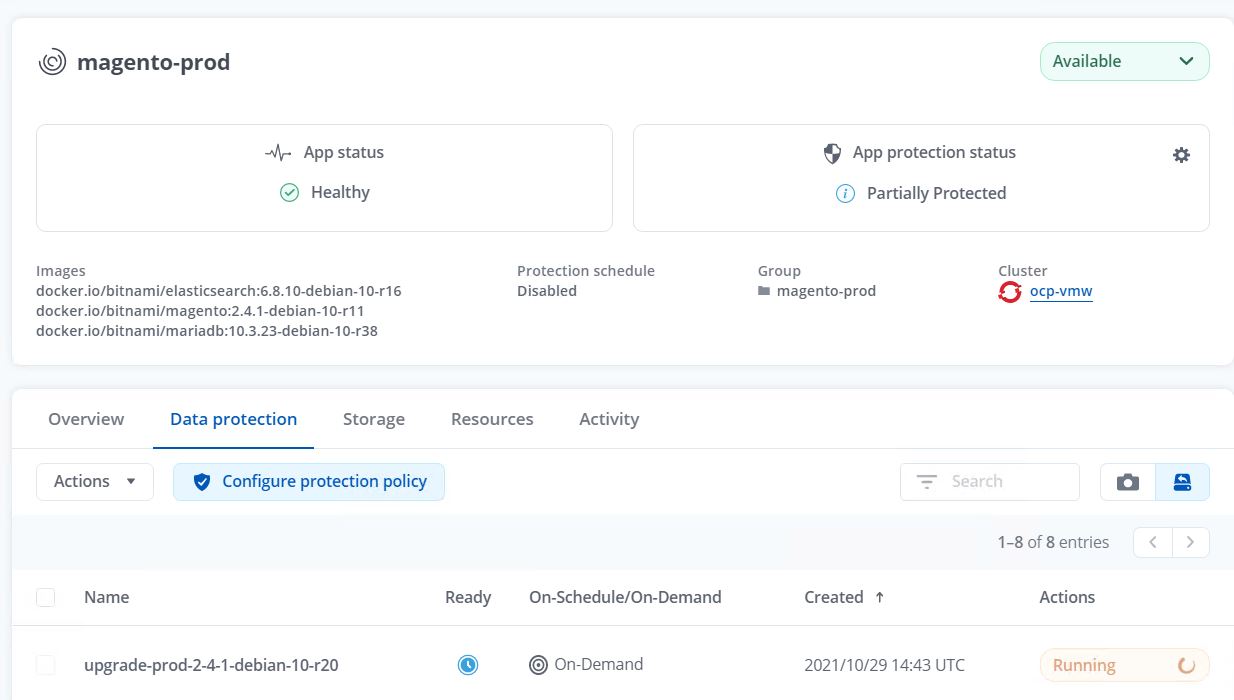 magento-prod
Available
App status
Healthy
App protection status
Partially Protected
Images
docker.io/bitnami/elasticsearch:6.8.10-debian-10-r16
docker.io/bitnami/magento:2.4.1-debian-10-r11
docker.io/bitnami/mariadb:10.3.23-debian-10-r38
Protection schedule
Disabled
Group
magento-prod
Cluster
ocp-vmw
Overview Data protection Storage Resources Activity
Actions Configure protection policy Search
1–8 of 8 entries
Name Ready On-Schedule/On-Demand Created ↑ Actions
upgrade-prod-2-4-1-debian-10-r20 On-Demand 2021/10/29 14:43 UTC Running